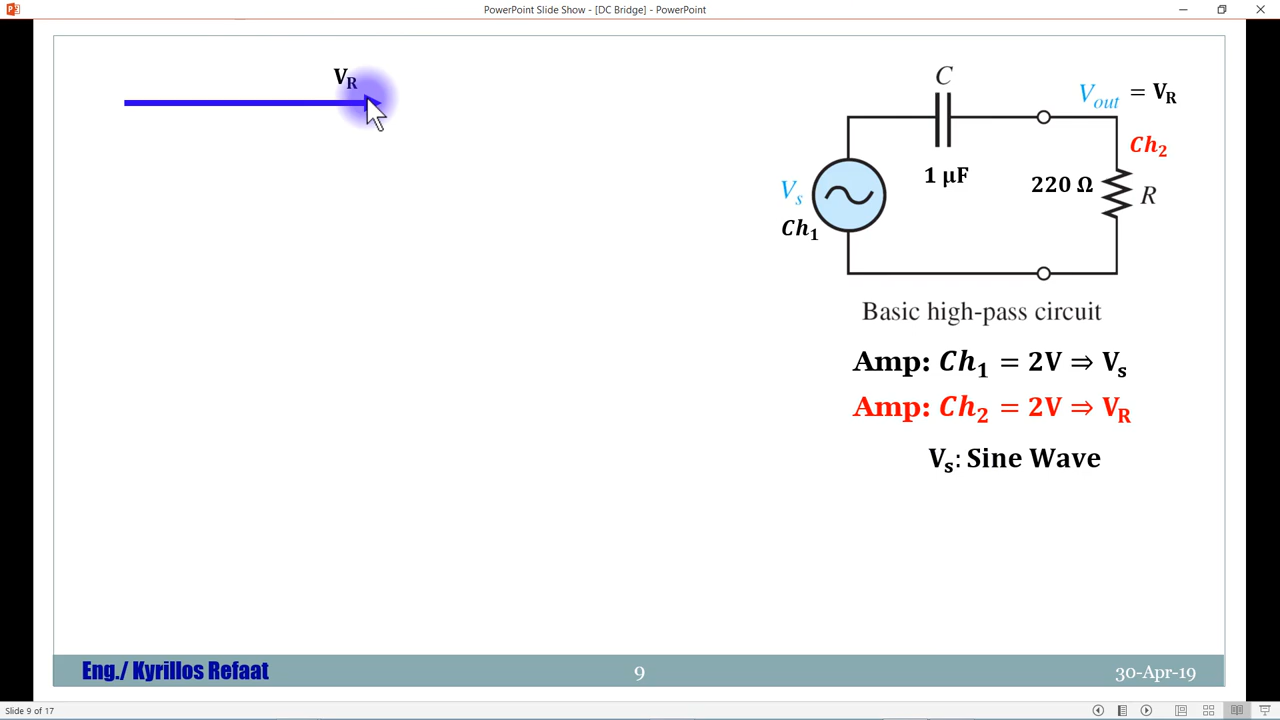 PowerPoint Slide Show - [DC Bridge] - PowerPoint
V_R
C
V_out = V_R
Ch_2
1 μF
220 Ω
R
V_s
Ch_1
Basic high-pass circuit
Amp: Ch_1 = 2V ⇒ V_s
Amp: Ch_2 = 2V ⇒ V_R
V_s: Sine Wave
Eng./ Kyrillos Refaat
9
30-Apr-19
Slide 9 of 17